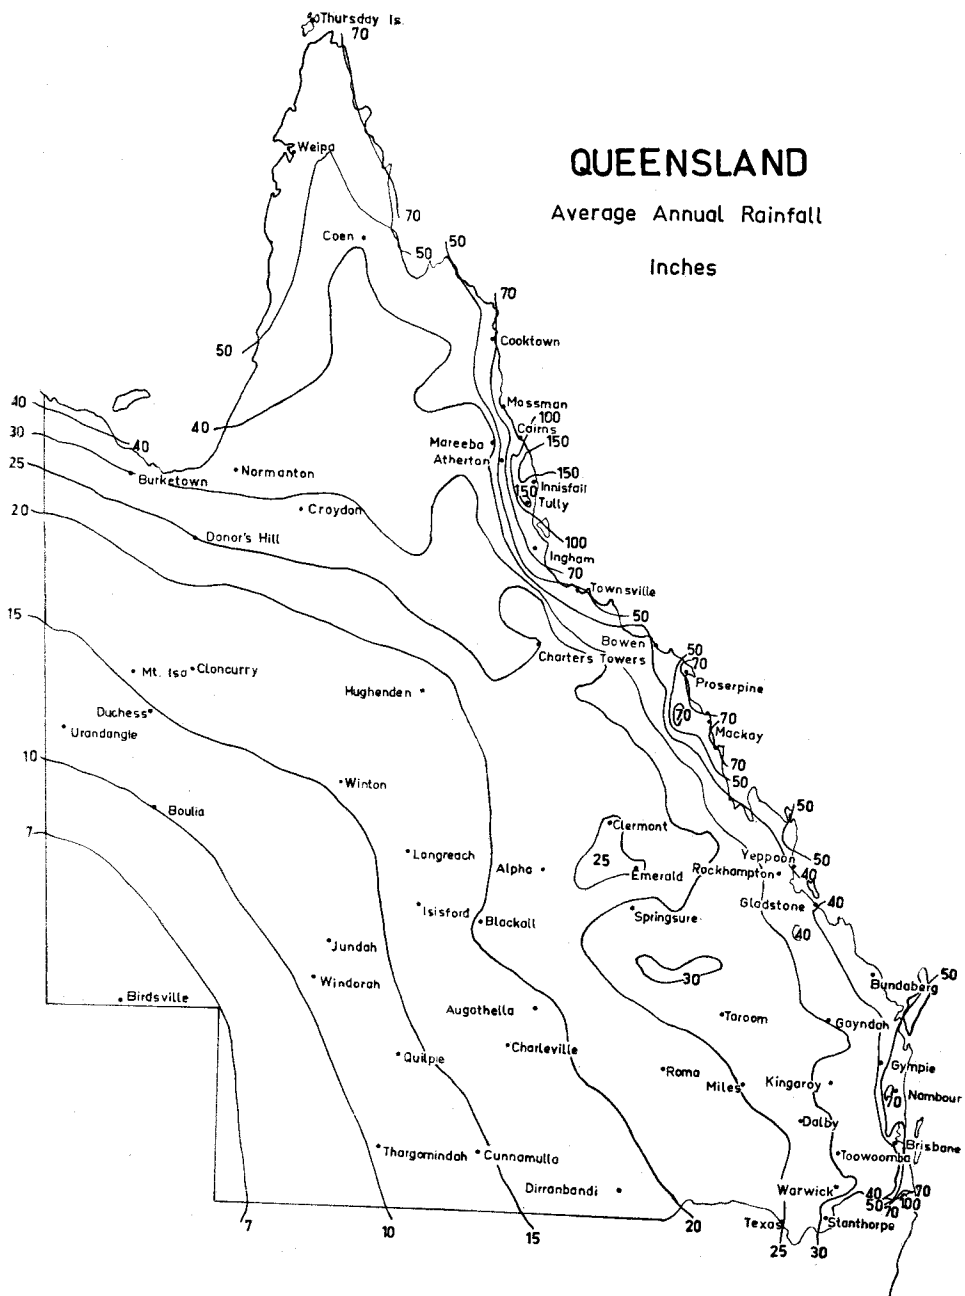 Thursday Is.
70
QUEENSLAND
Average Annual Rainfall
Inches
Weipa
70
Coen
50
50
70
Cooktown
50
40
Mossman
100
Cairns
40
40
150
30
Mareeba
25
Atherton
Normanton
150
Burketown
150
Innisfail
Tully
20
Croydon
Donor's Hill
100
Ingham
70
Townsville
15
50
Bowen
50
Charters Towers
70
Mt. Isa
Cloncurry
Proserpine
Hughenden
Duchess
70
70
Urandangie
Mackay
10
70
Winton
50
Boulia
50
7
Clermont
Longreach
25
Yeppoon
50
Alpha
Emerald
Rockhampton
40
Isisford
Blackall
Springsure
Gladstone
40
40
Jundah
Windorah
30
Bundaberg
50
Birdsville
Augathella
Taroom
Gayndah
Quilpie
Charleville
Roma
Gympie
Miles
Kingaroy
70
Nambour
Dalby
Thargomindah
Cunnamulla
Toowoomba
Brisbane
Dirranbandi
Warwick
40
70
50
70
100
7
10
15
20
Texas
Stanthorpe
25
30